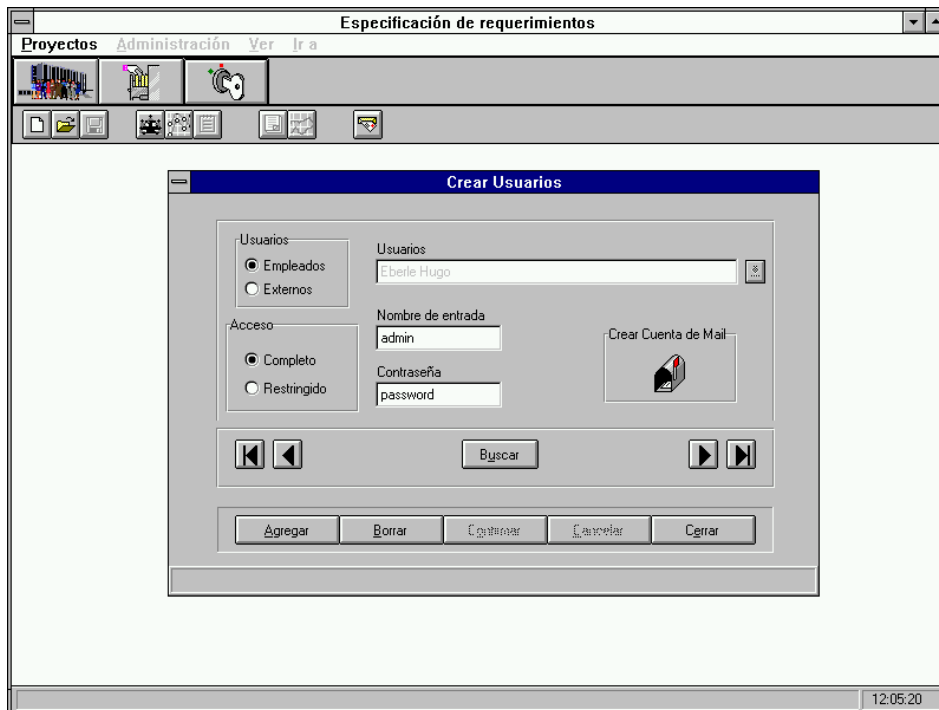 Especificación de requerimientos
Proyectos Administración Ver Ir a
Crear Usuarios
Usuarios
Empleados
Externos
Usuarios
Eberle Hugo
Acceso
Completo
Restringido
Nombre de entrada
admin
Contraseña
password
Crear Cuenta de Mail
Buscar
Agregar Borrar Confirmar Cancelar Cerrar
12:05:20